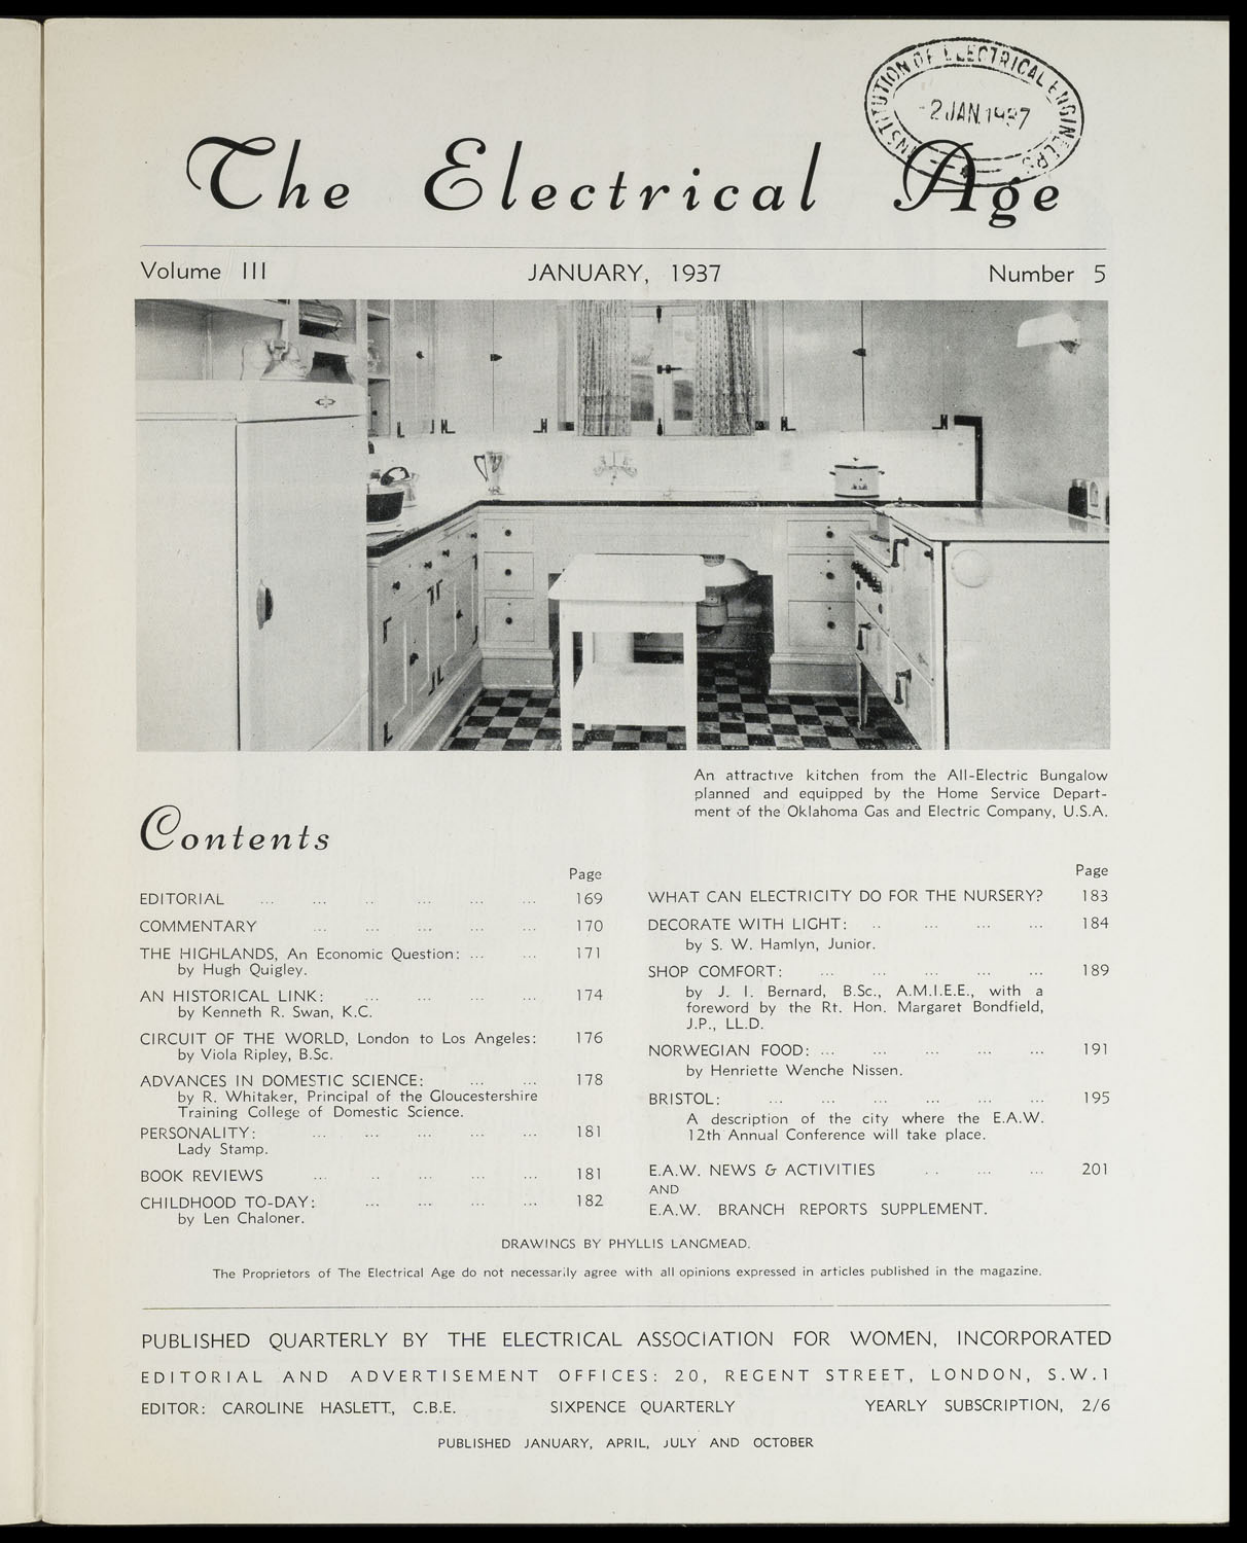 INSTITUTION OF ELECTRICAL ENGINEERS
2 JAN. 1937
The Electrical Age
Volume III JANUARY, 1937 Number 5
An attractive kitchen from the All-Electric Bungalow
planned and equipped by the Home Service Depart-
ment of the Oklahoma Gas and Electric Company, U.S.A.
Contents
Page
EDITORIAL ... ... .. ... ... ... 169
COMMENTARY ... ... ... ... ... 170
THE HIGHLANDS, An Economic Question: ... ... 171
by Hugh Quigley.
AN HISTORICAL LINK: ... ... ... ... 174
by Kenneth R. Swan, K.C.
CIRCUIT OF THE WORLD, London to Los Angeles: 176
by Viola Ripley, B.Sc.
ADVANCES IN DOMESTIC SCIENCE: ... ... 178
by R. Whitaker, Principal of the Gloucestershire
Training College of Domestic Science.
PERSONALITY: ... ... ... ... ... 181
Lady Stamp.
BOOK REVIEWS ... .. ... ... ... 181
CHILDHOOD TO-DAY: ... ... ... ... 182
by Len Chaloner.
Page
WHAT CAN ELECTRICITY DO FOR THE NURSERY? 183
DECORATE WITH LIGHT: .. ... ... ... 184
by S. W. Hamlyn, Junior.
SHOP COMFORT: ... ... ... ... ... 189
by J. I. Bernard, B.Sc., A.M.I.E.E., with a
foreword by the Rt. Hon. Margaret Bondfield,
J.P., LL.D.
NORWEGIAN FOOD: ... ... ... ... ... 191
by Henriette Wenche Nissen.
BRISTOL: ... ... ... ... ... ... 195
A description of the city where the E.A.W.
12th Annual Conference will take place.
E.A.W. NEWS & ACTIVITIES .. ... ... 201
AND
E.A.W. BRANCH REPORTS SUPPLEMENT.
DRAWINGS BY PHYLLIS LANGMEAD.
The Proprietors of The Electrical Age do not necessarily agree with all opinions expressed in articles published in the magazine.
PUBLISHED QUARTERLY BY THE ELECTRICAL ASSOCIATION FOR WOMEN, INCORPORATED
EDITORIAL AND ADVERTISEMENT OFFICES: 20, REGENT STREET, LONDON, S.W.1
EDITOR: CAROLINE HASLETT, C.B.E. SIXPENCE QUARTERLY YEARLY SUBSCRIPTION, 2/6
PUBLISHED JANUARY, APRIL, JULY AND OCTOBER